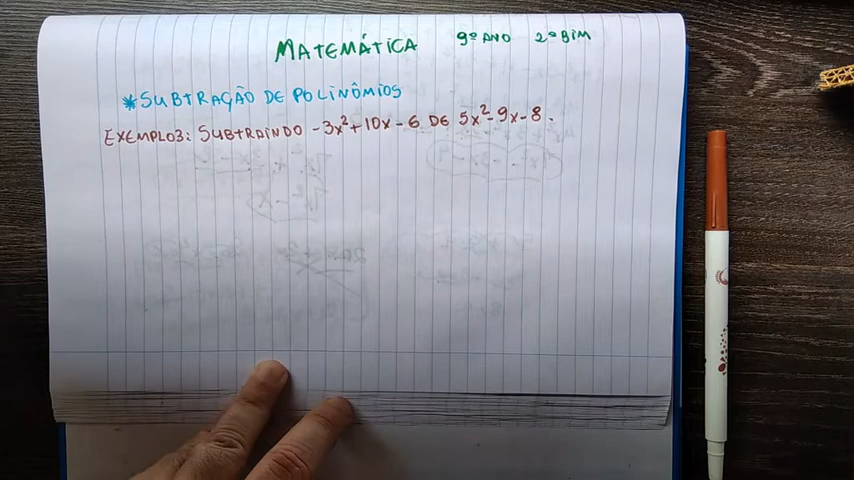 MATEMÁTICA 9º ANO 2º BIM
*SUBTRAÇÃO DE POLINÔMIOS
EXEMPLO3: SUBTRAINDO -3x²+10x-6 DE 5x²-9x-8.